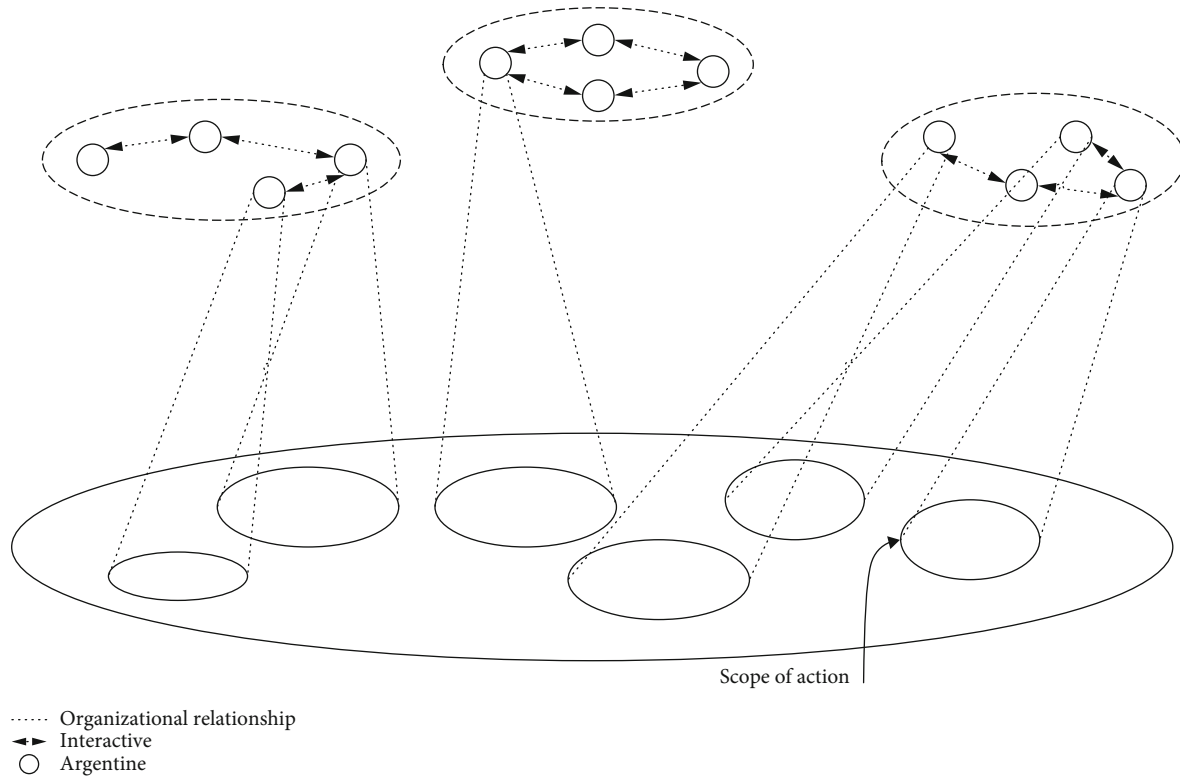 Scope of action
Organizational relationship
Interactive
Argentine